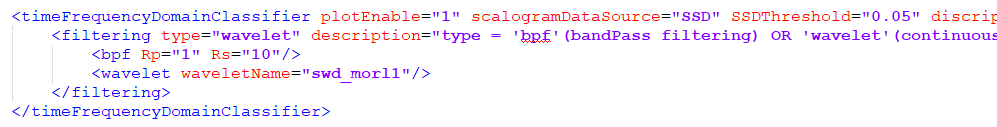 <timeFrequencyDomainClassifier plotEnable="1" scalogramDataSource="SSD" SSDThreshold="0.05" discrip
<filtering type="wavelet" description="type = 'bpf'(bandPass filtering) OR 'wavelet'(continuous
<bpf Rp="1" Rs="10"/>
<wavelet waveletName="swd_morl1"/>
</filtering>
</timeFrequencyDomainClassifier>